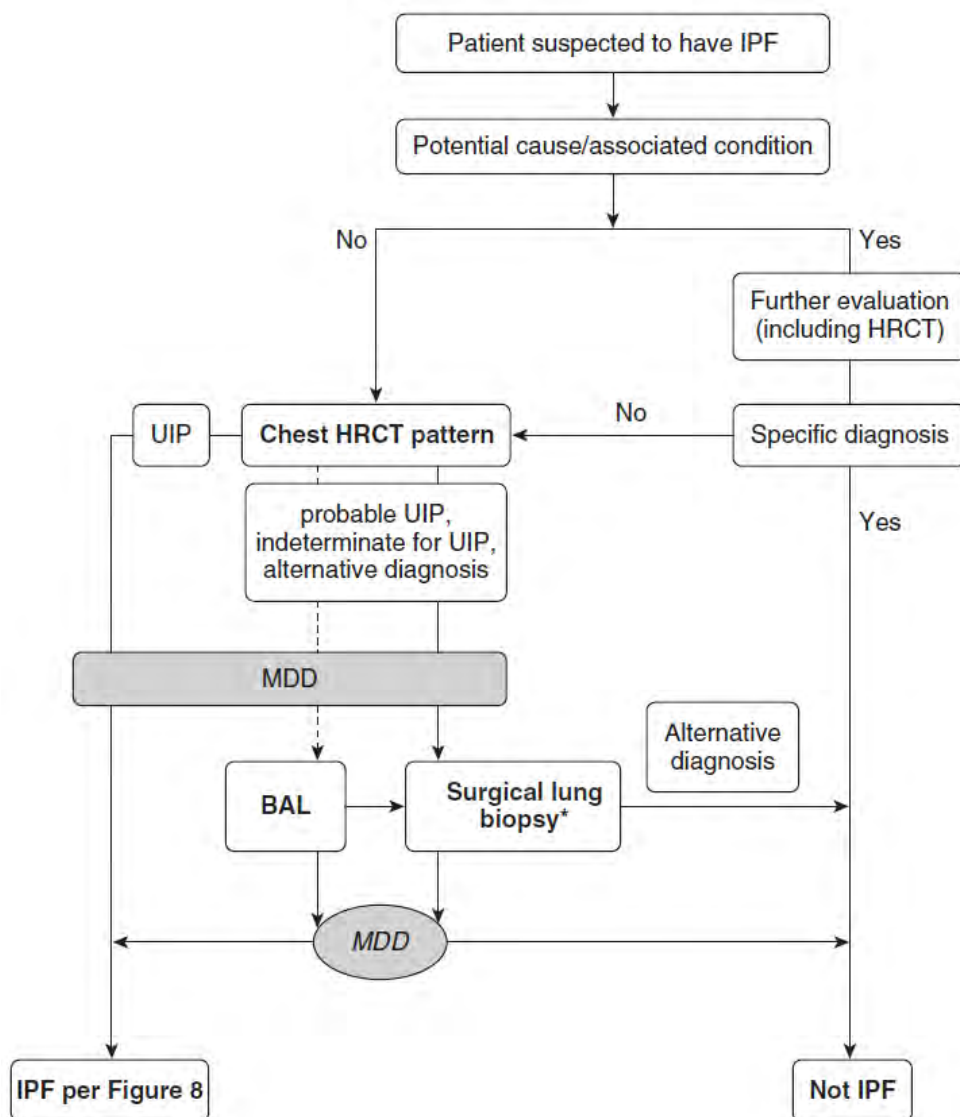 Patient suspected to have IPF
Potential cause/associated condition
No
Yes
Further evaluation
(including HRCT)
UIP
Chest HRCT pattern
No
Specific diagnosis
probable UIP,
indeterminate for UIP,
alternative diagnosis
Yes
MDD
Alternative
diagnosis
BAL
Surgical lung
biopsy*
MDD
IPF per Figure 8
Not IPF